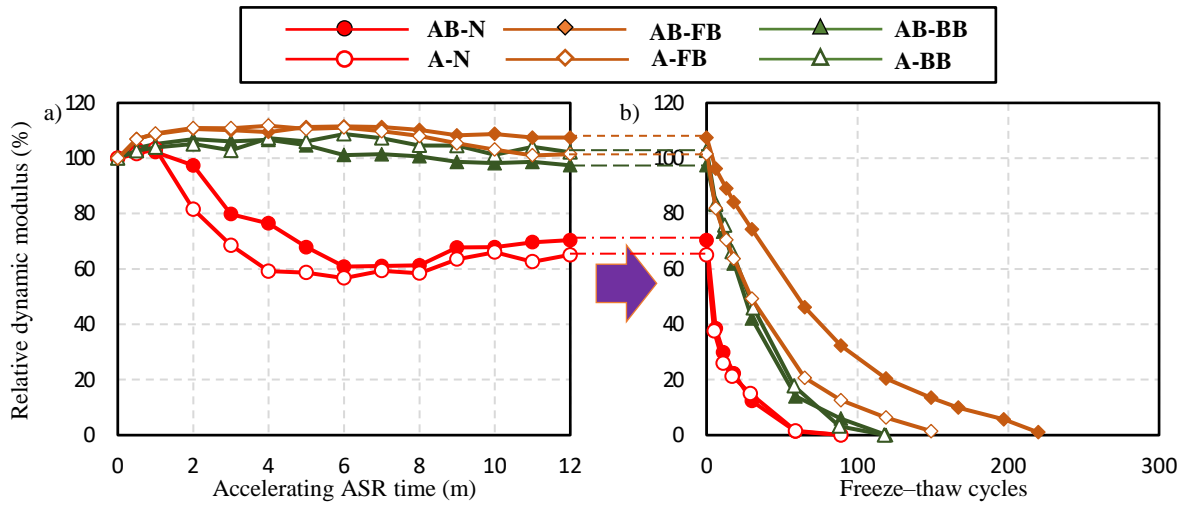 AB-N AB-FB AB-BB
A-N A-FB A-BB
a) b)
Relative dynamic modulus (%)
120 120
100 100
80 80
60 60
40 40
20 20
0 0
0 2 4 6 8 10 12 0 100 200 300
Accelerating ASR time (m) Freeze–thaw cycles